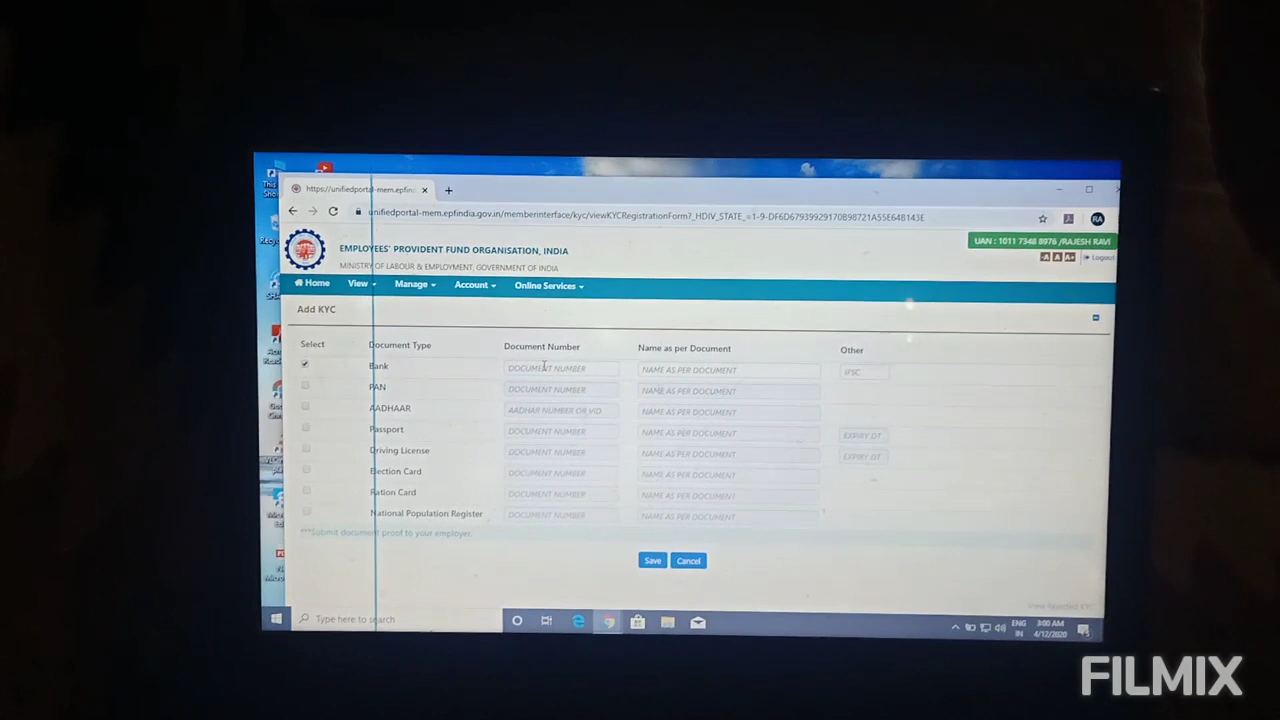 https://unifiedportal-mem.epfind
unifiedportal-mem.epfindia.gov.in/memberinterface/kyc/viewKYCRegistrationForm?_HDIV_STATE_=1-9-DF6D67939929170B98721A55E648143E
RA
EMPLOYEES' PROVIDENT FUND ORGANISATION, INDIA
UAN : 1011 7348 8976 /RAJESH RAVI
MINISTRY OF LABOUR & EMPLOYMENT, GOVERNMENT OF INDIA
-A A A+ Logout
Home View Manage Account Online Services
Add KYC
Select Document Type Document Number Name as per Document Other
Bank DOCUMENT NUMBER NAME AS PER DOCUMENT IFSC
PAN DOCUMENT NUMBER NAME AS PER DOCUMENT
AADHAAR AADHAR NUMBER OR VID NAME AS PER DOCUMENT
Passport DOCUMENT NUMBER NAME AS PER DOCUMENT EXPIRY DT
Driving License DOCUMENT NUMBER NAME AS PER DOCUMENT EXPIRY DT
Election Card DOCUMENT NUMBER NAME AS PER DOCUMENT
Ration Card DOCUMENT NUMBER NAME AS PER DOCUMENT
National Population Register DOCUMENT NUMBER NAME AS PER DOCUMENT
***Submit document proof to your employer.
Save Cancel
View Rejected KYC
Type here to search
ENG 3:00 AM
IN 4/12/2020
FILMIX